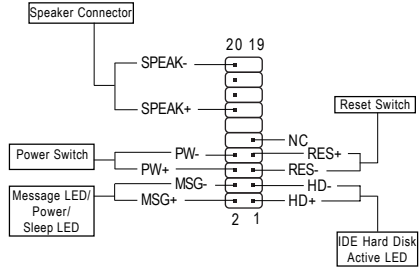 Speaker Connector
20 19
SPEAK-
SPEAK+
Reset Switch
NC
Power Switch
PW-
RES+
PW+
RES-
Message LED/
Power/
Sleep LED
MSG-
HD-
MSG+
HD+
2 1
IDE Hard Disk
Active LED